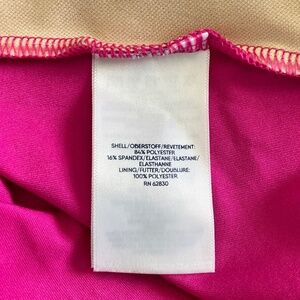 SHELL/OBERSTOFF/REVETEMENT:
84% POLYESTER
16% SPANDEX/ELASTANE/ELASTANE/
ELASTHANNE
LINING/FUTTER/DOUBLURE:
100% POLYESTER
RN 62830